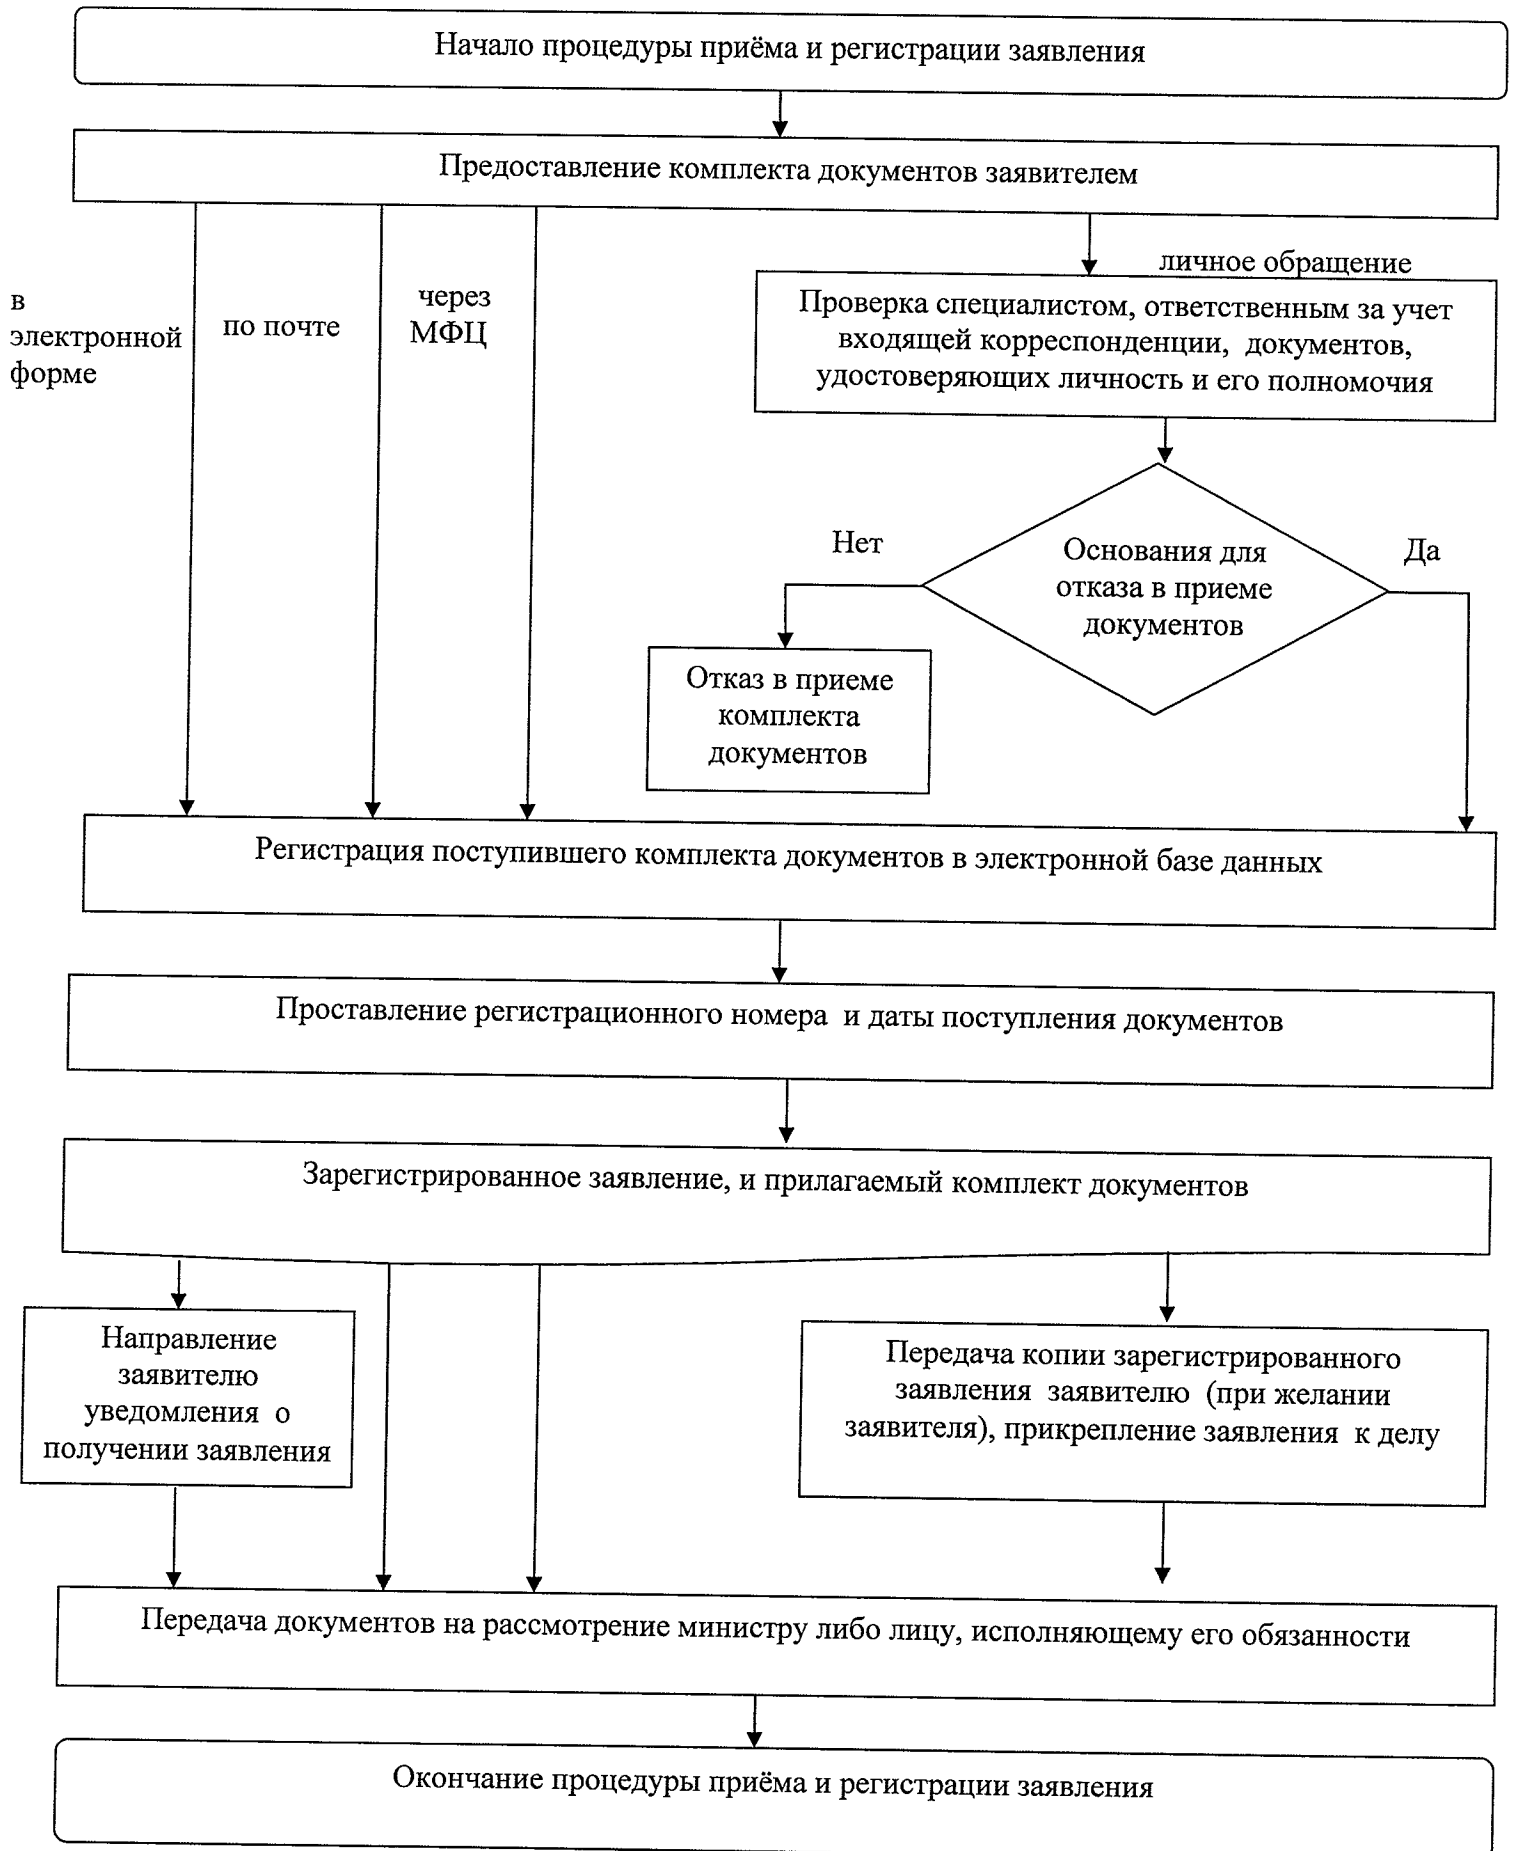 Начало процедуры приёма и регистрации заявления
Предоставление комплекта документов заявителем
в
электронной
форме
по почте
через
МФЦ
личное обращение
Проверка специалистом, ответственным за учет
входящей корреспонденции, документов,
удостоверяющих личность и его полномочия
Нет
Основания для
отказа в приеме
документов
Да
Отказ в приеме
комплекта
документов
Регистрация поступившего комплекта документов в электронной базе данных
Проставление регистрационного номера и даты поступления документов
Зарегистрированное заявление, и прилагаемый комплект документов
Направление
заявителю
уведомления о
получении заявления
Передача копии зарегистрированного
заявления заявителю (при желании
заявителя), прикрепление заявления к делу
Передача документов на рассмотрение министру либо лицу, исполняющему его обязанности
Окончание процедуры приёма и регистрации заявления